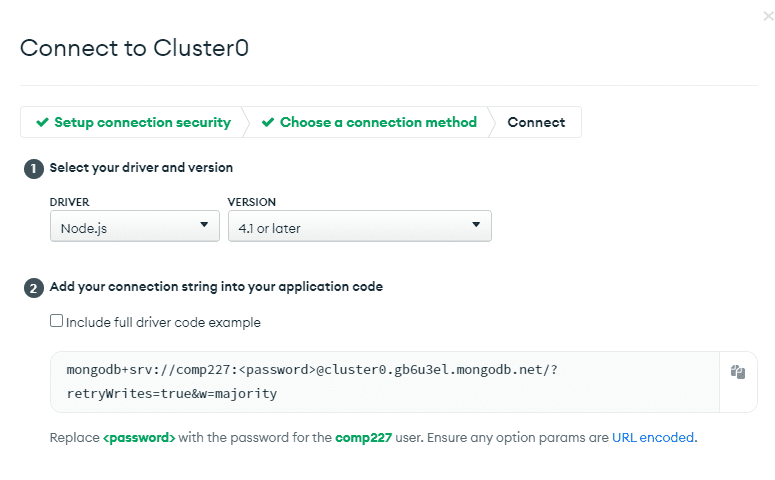 Connect to Cluster0
Setup connection security Choose a connection method Connect
1 Select your driver and version
DRIVER VERSION
Node.js 4.1 or later
2 Add your connection string into your application code
Include full driver code example
mongodb+srv://comp227:<password>@cluster0.gb6u3el.mongodb.net/?
retryWrites=true&w=majority
Replace <password> with the password for the comp227 user. Ensure any option params are URL encoded.